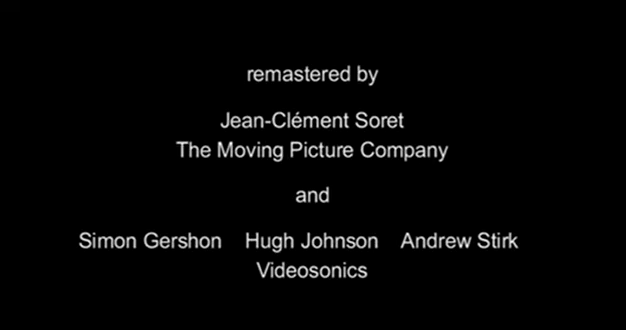 remastered by
Jean-Clément Soret
The Moving Picture Company
and
Simon Gershon Hugh Johnson Andrew Stirk
Videosonics